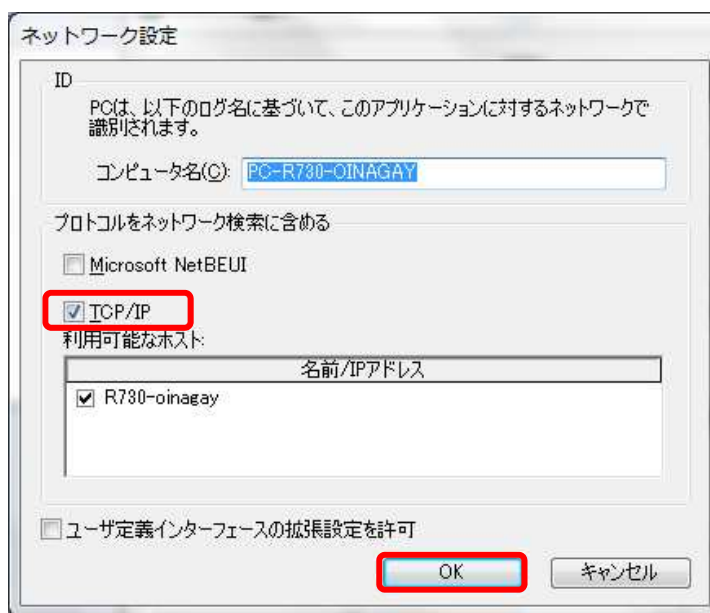 ネットワーク設定
ID
PCは、以下のログ名に基づいて、このアプリケーションに対するネットワークで
識別されます。
コンピュータ名(C): PC-R730-OINAGAY
プロトコルをネットワーク検索に含める
Microsoft NetBEUI
TCP/IP
利用可能なホスト:
名前/IPアドレス
R730-oinagay
ユーザ定義インターフェースの拡張設定を許可
OK キャンセル